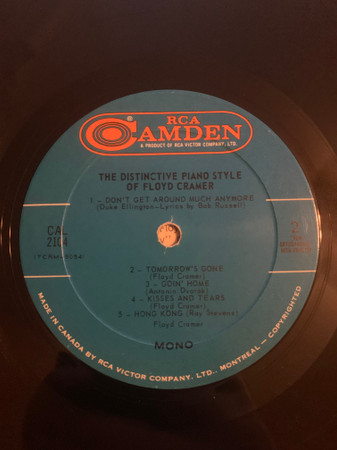 RCA
CAMDEN
A PRODUCT OF RCA VICTOR COMPANY, LTD.
THE DISTINCTIVE PIANO STYLE
OF FLOYD CRAMER
1 - DON'T GET AROUND MUCH ANYMORE
(Duke Ellington-Lyrics by Bob Russell)
CAL
2104
2
2 - TOMORROW'S GONE
(Floyd Cramer)
3 - GOIN' HOME
(Antonin Dvorák)
4 - KISSES AND TEARS
(Floyd Cramer)
5 - HONG KONG (Ray Stevens)
Floyd Cramer
MONO
MADE IN CANADA BY RCA VICTOR COMPANY, LTD., MONTREAL - COPYRIGHTED